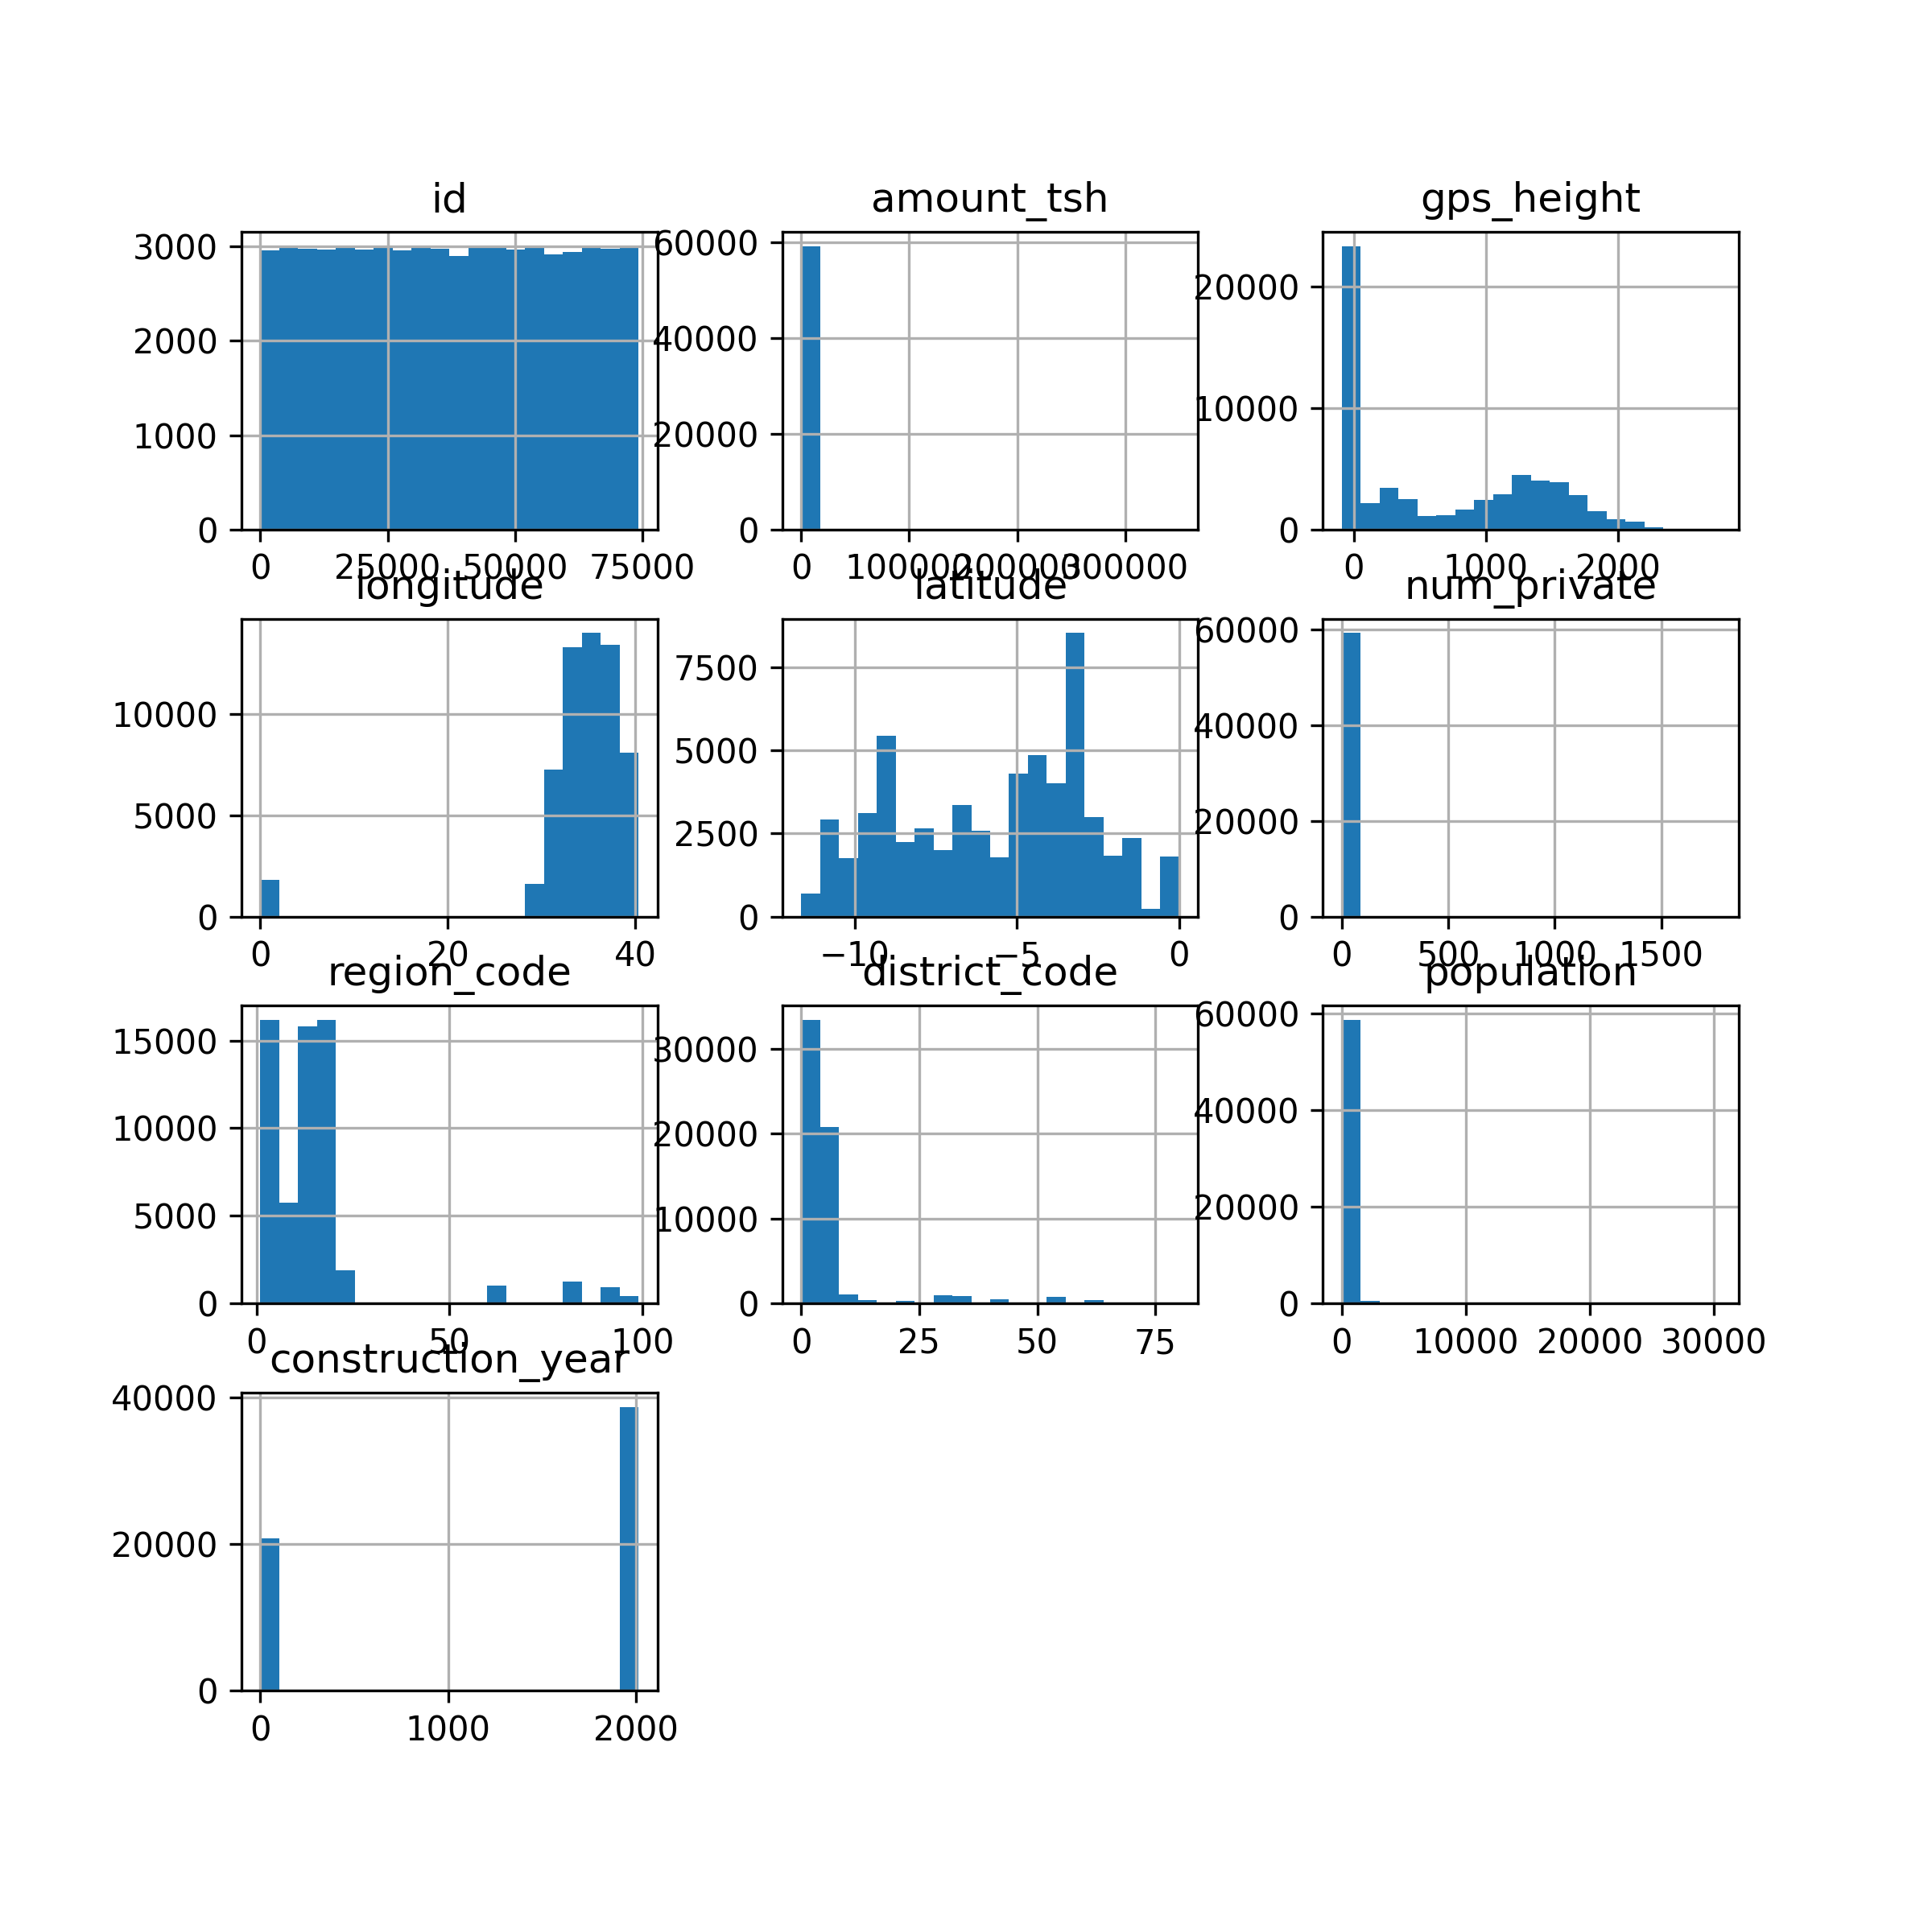 id
3000
2000
1000
0
0 25000 50000 75000
amount_tsh
60000
40000
20000
0
0 100000 200000 300000
gps_height
20000
10000
0
0 1000 2000
longitude
10000
5000
0
0 20 40
latitude
7500
5000
2500
0
−10 −5 0
num_private
60000
40000
20000
0
0 500 1000 1500
region_code
15000
10000
5000
0
0 50 100
district_code
30000
20000
10000
0
0 25 50 75
population
60000
40000
20000
0
0 10000 20000 30000
construction_year
40000
20000
0
0 1000 2000